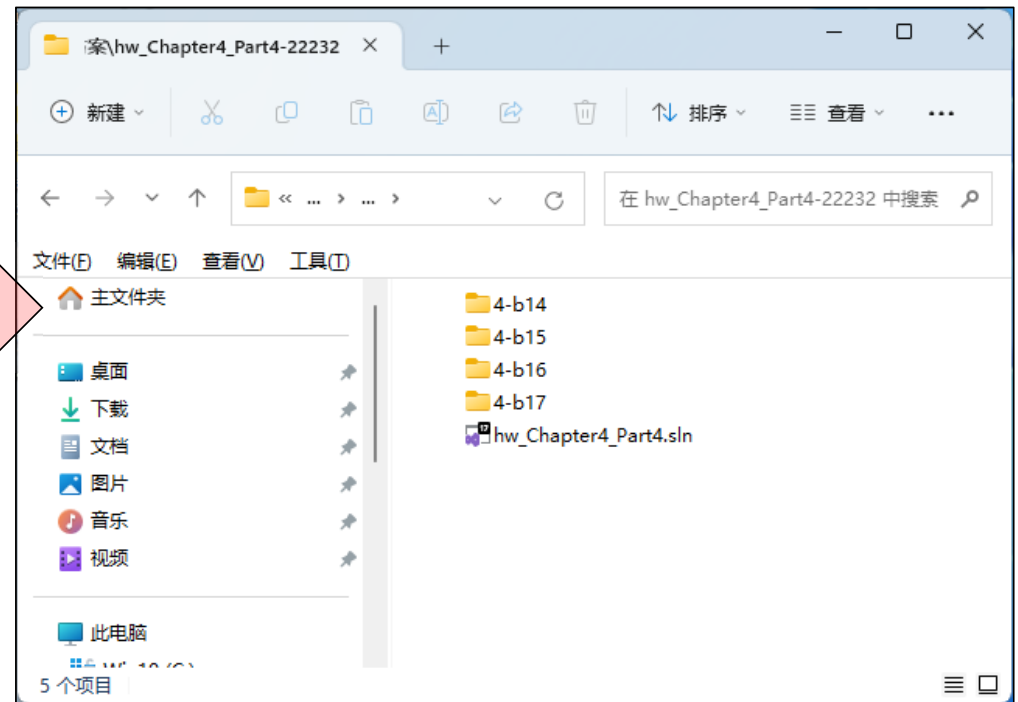 案\hw_Chapter4_Part4-22232
新建 排序 查看
« ... › ... › 在 hw_Chapter4_Part4-22232 中搜索
文件(F) 编辑(E) 查看(V) 工具(T)
主文件夹
桌面
下载
文档
图片
音乐
视频
此电脑
4-b14
4-b15
4-b16
4-b17
hw_Chapter4_Part4.sln
5 个项目